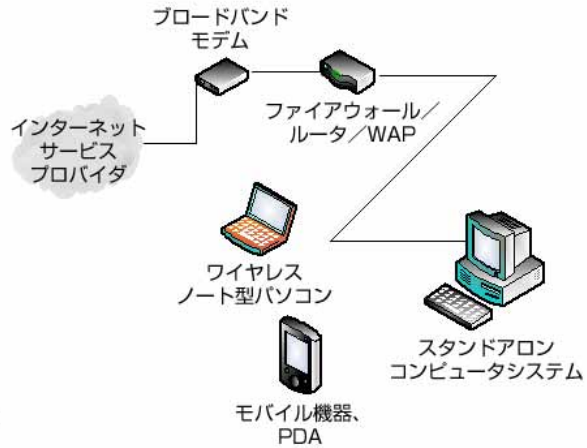 ブロードバンド
モデム
ファイアウォール／
ルータ／WAP
インターネット
サービス
プロバイダ
ワイヤレス
ノート型パソコン
スタンドアロン
コンピュータシステム
モバイル機器、
PDA